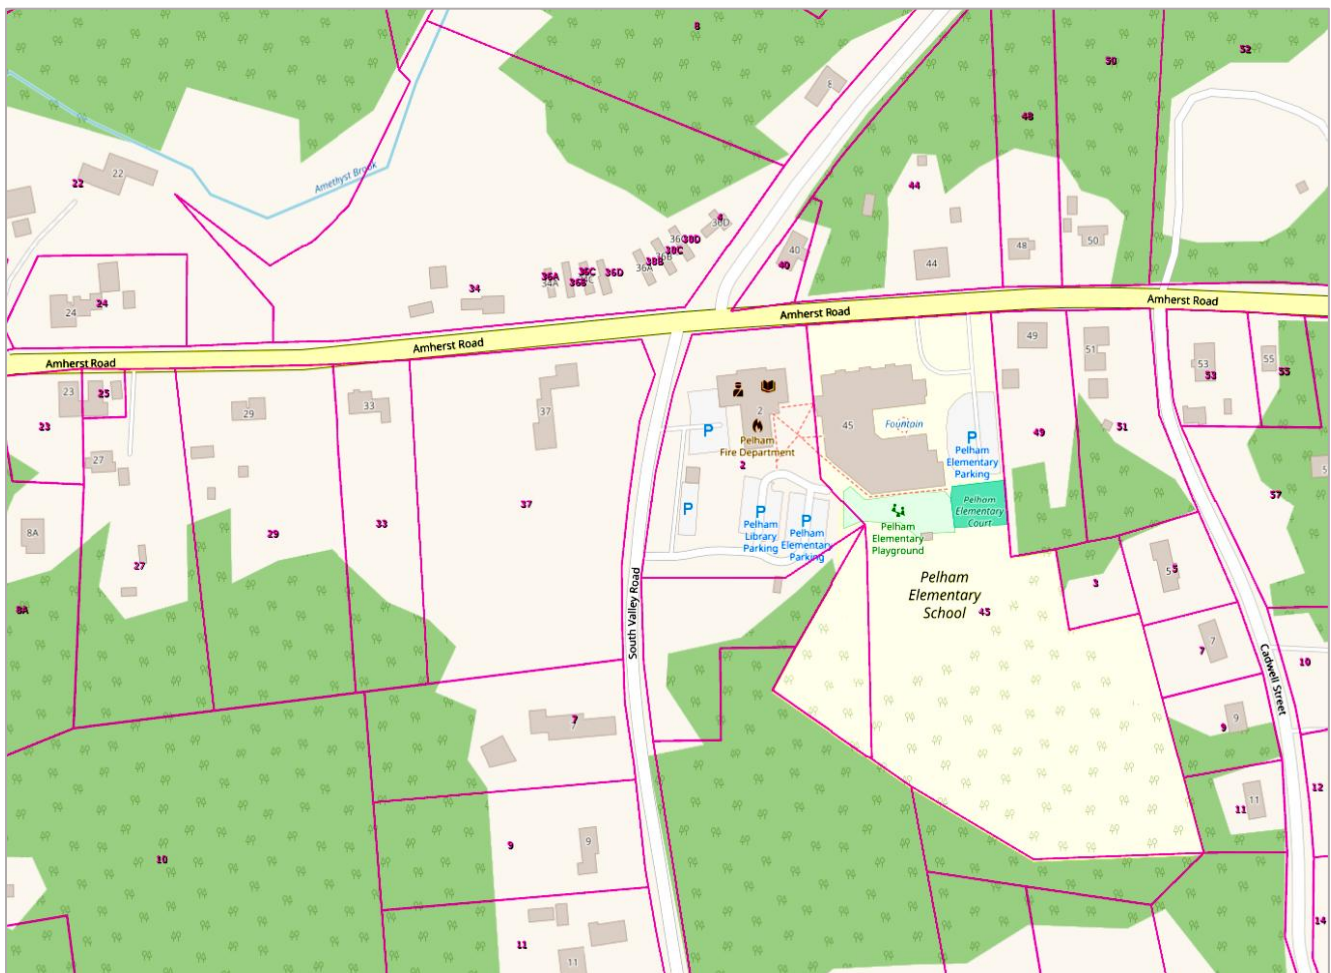 8
52
50
8
48
Amethyst Brook
22
22
44
4
38D
40
40
44
48
50
36A
36C
36D
36B
38B
38C
38D
36A
34A
34
24
24
Amherst Road
Amherst Road
Amherst Road
Amherst Road
23
25
23
27
29
33
37
2
Pelham
Fire Department
2
P
P
45
Fountain
P
Pelham
Elementary
Parking
49
51
53
53
55
55
49
51
57
8A
27
29
33
37
P
Pelham
Library
Parking
P
Pelham
Elementary
Parking
Pelham
Elementary
Playground
Pelham
Elementary
Court
8A
South Valley Road
Pelham
Elementary
School
45
3
5
5
7
7
10
Cadwell Street
9
9
7
7
12
11
11
10
9
9
11
11
14